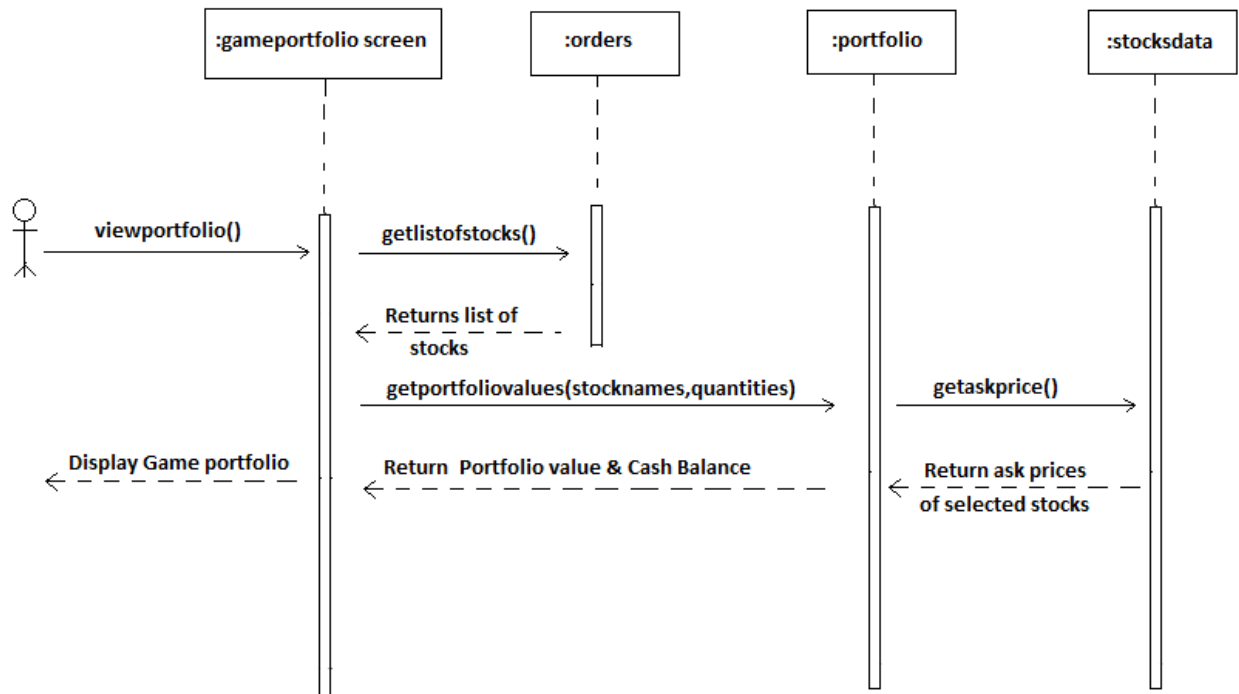 :gameportfolio screen
:orders
:portfolio
:stocksdata
viewportfolio()
getlistofstocks()
Returns list of
stocks
getportfoliovalues(stocknames,quantities)
getaskprice()
Display Game portfolio
Return  Portfolio value & Cash Balance
Return ask prices
of selected stocks